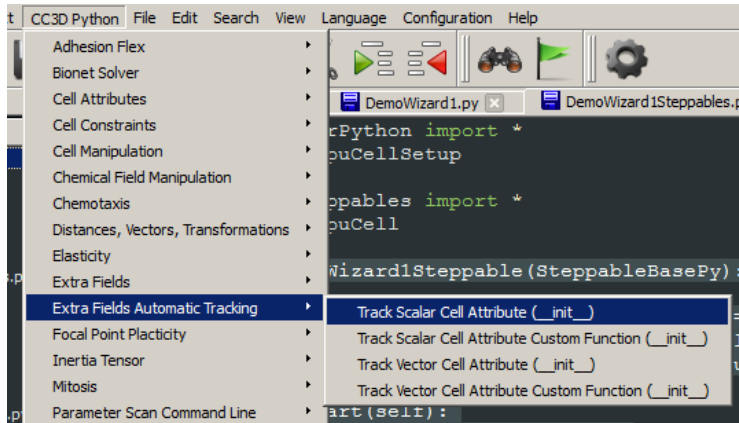 CC3D Python File Edit Search View Language Configuration Help
Adhesion Flex
Bionet Solver
Cell Attributes
Cell Constraints
Cell Manipulation
Chemical Field Manipulation
Chemotaxis
Distances, Vectors, Transformations
Elasticity
Extra Fields
Extra Fields Automatic Tracking
Focal Point Placticity
Inertia Tensor
Mitosis
Parameter Scan Command Line
DemoWizard1.py DemoWizard1Steppables.p
rPython import *
puCellSetup
ppables import *
puCell
Wizard1Steppable(SteppableBasePy):
Track Scalar Cell Attribute (__init__)
Track Scalar Cell Attribute Custom Function (__init__)
Track Vector Cell Attribute (__init__)
Track Vector Cell Attribute Custom Function (__init__)
art(self):